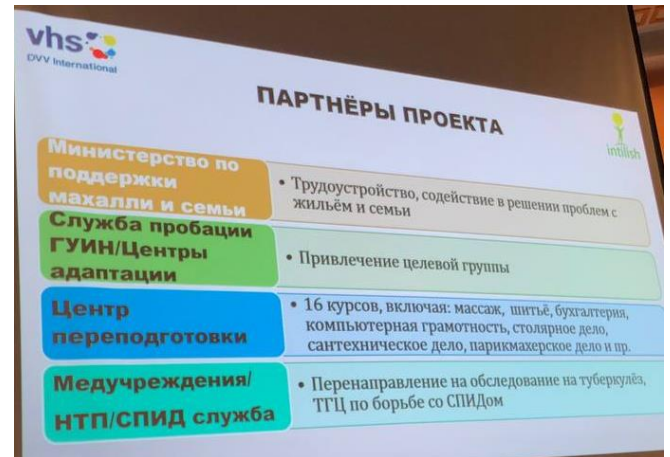 vhs
DVV International
ПАРТНЁРЫ ПРОЕКТА
intilish
Министерство по
поддержки
махалли и семьи
• Трудоустройство, содействие в решении проблем с
жильём и семьи
Служба пробации
ГУИН/Центры
адаптации
• Привлечение целевой группы
Центр
переподготовки
• 16 курсов, включая: массаж, шитьё, бухгалтерия,
компьютерная грамотность, столярное дело,
сантехническое дело, парикмахерское дело и пр.
Медучреждения/
НТП/СПИД служба
• Перенаправление на обследование на туберкулёз,
ТГЦ по борьбе со СПИДом